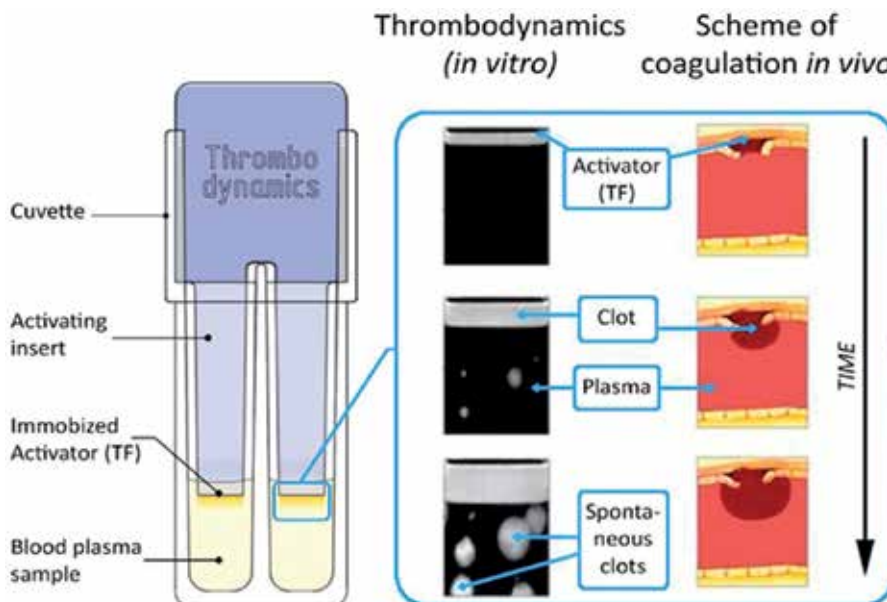 Thrombodynamics
(in vitro)
Scheme of
coagulation in vivo
Thrombo
dynamics
Cuvette
Activating
insert
Immobized
Activator (TF)
Blood plasma
sample
Activator
(TF)
Clot
Plasma
Sponta-
neous
clots
TIME